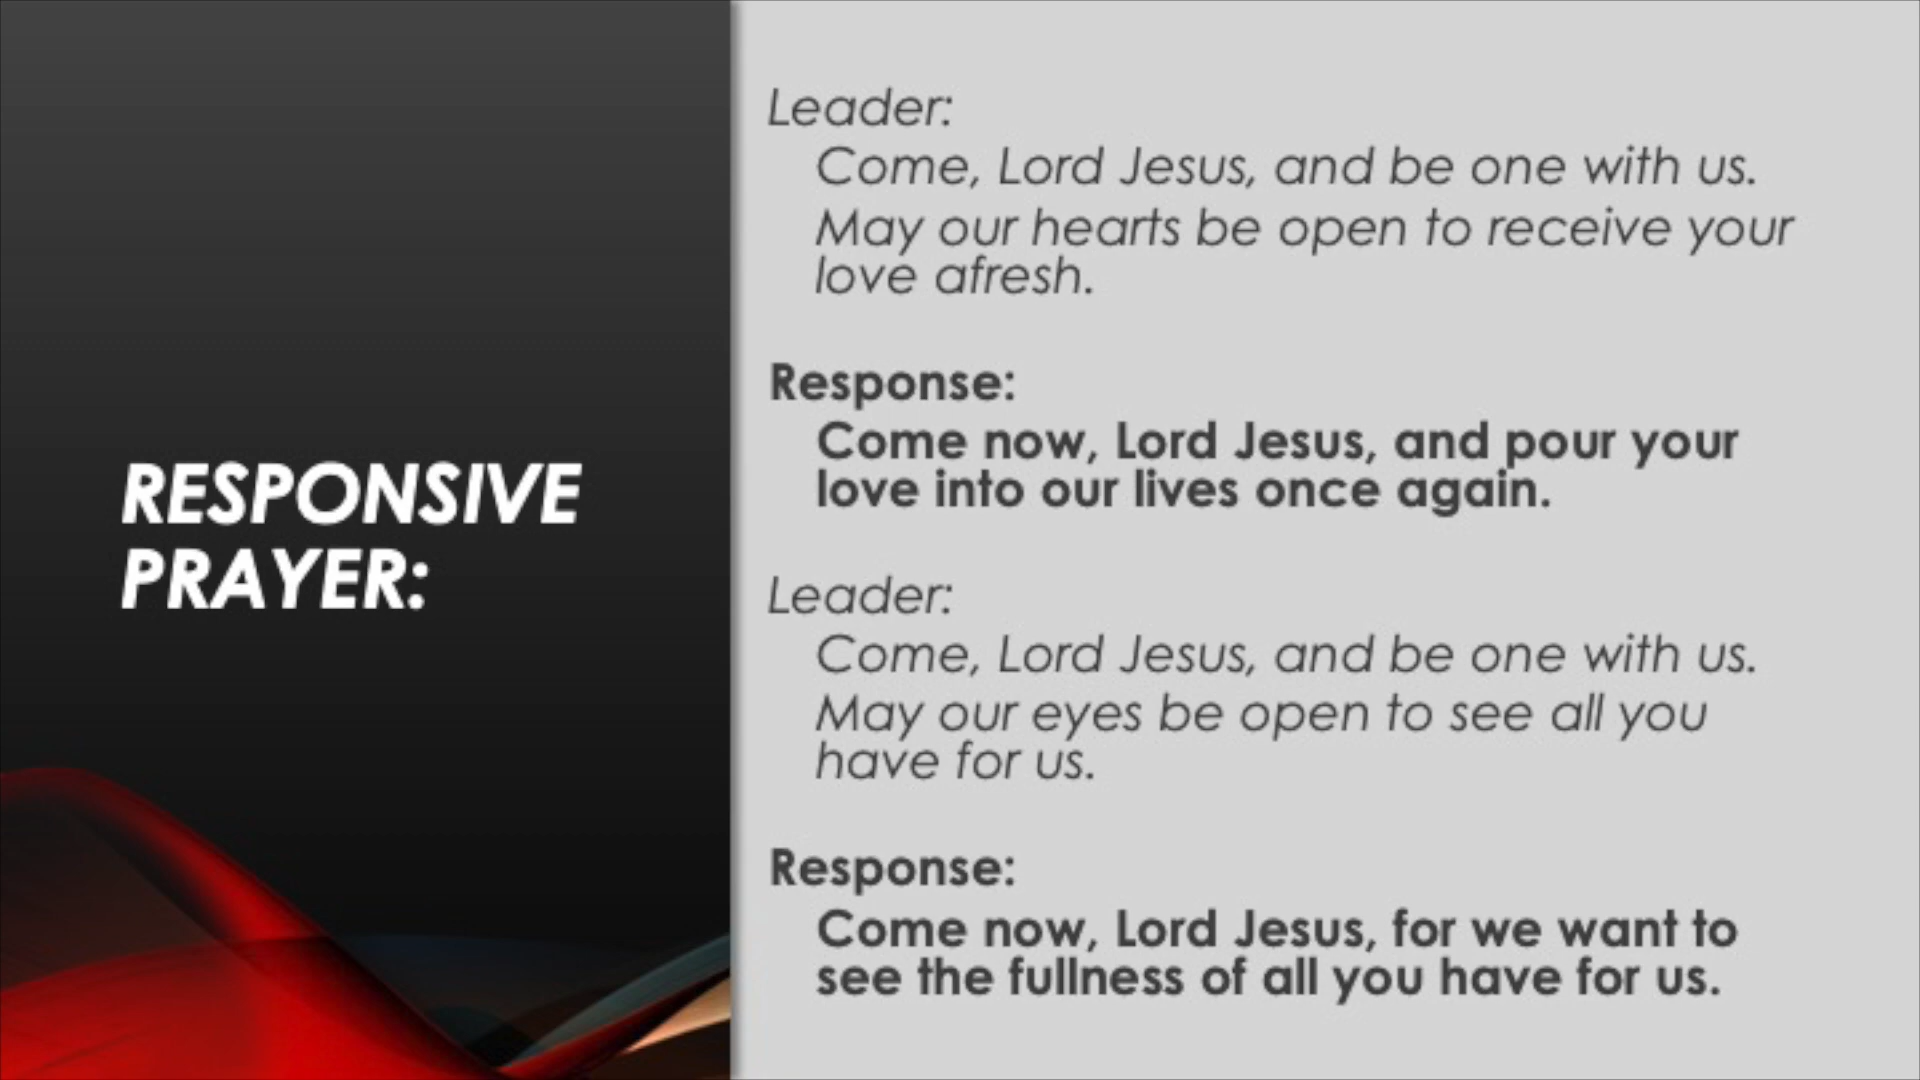 RESPONSIVE
PRAYER:
Leader:
Come, Lord Jesus, and be one with us.
May our hearts be open to receive your
love afresh.
Response:
Come now, Lord Jesus, and pour your
love into our lives once again.
Leader:
Come, Lord Jesus, and be one with us.
May our eyes be open to see all you
have for us.
Response:
Come now, Lord Jesus, for we want to
see the fullness of all you have for us.